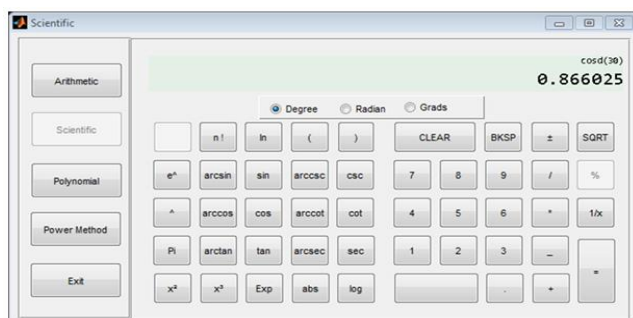 Scientific
cosd(30)
0.866025
Arithmetic
Scientific
Polynomial
Power Method
Exit
Degree Radian Grads
n! ln ( ) CLEAR BKSP ± SQRT
e^ arcsin sin arccsc csc 7 8 9 / %
^ arccos cos arccot cot 4 5 6 * 1/x
Pi arctan tan arcsec sec 1 2 3 _ =
x² x³ Exp abs log . +